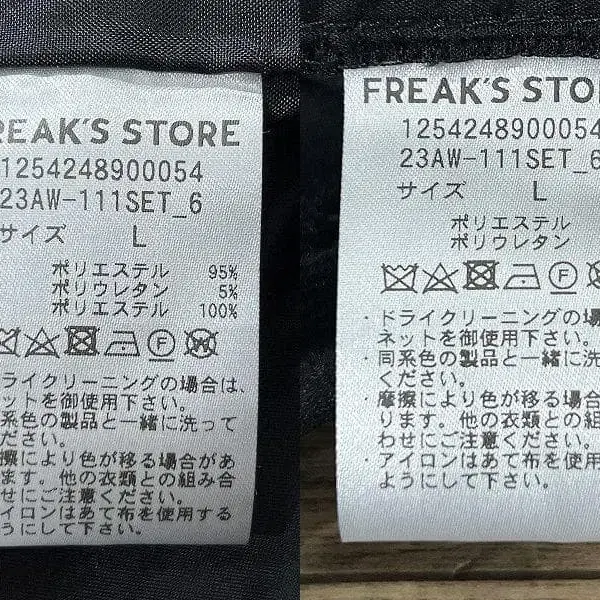 REAK'S STORE
1254248900054
23AW-111SET_6
サイズ L
ポリエステル 95%
ポリウレタン 5%
ポリエステル 100%
ライクリーニングの場合は、
ットを御使用下さい。
系色の製品と一緒に洗って
ださい。
擦により色が移る場合があ
ます。他の衣類との組み合
せにご注意ください。
イロンはあて布を使用する
うにして下さい。
FREAK'S STO
1254248900054
23AW-111SET_6
サイズ L
ポリエステル
ポリウレタン
・ドライクリーニングの場
ネットを御使用下さい。
・同系色の製品と一緒に洗
ください。
・摩擦により色が移る場合
ります。他の衣類との
わせにご注意ください。
・アイロンはあて布を使用
ようにして下さい。